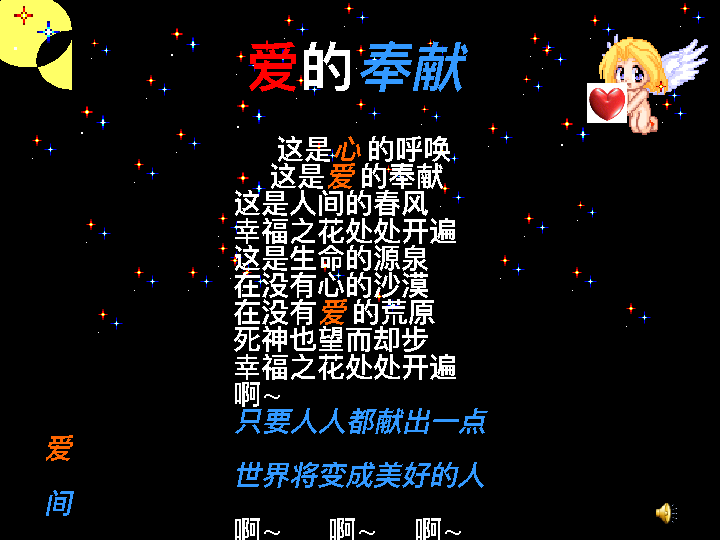 爱的奉献
这是心的呼唤
这是爱的奉献
这是人间的春风
幸福之花处处开遍
这是生命的源泉
在没有心的沙漠
在没有爱的荒原
死神也望而却步
幸福之花处处开遍
啊~
只要人人都献出一点
爱
世界将变成美好的人
间
啊~ 啊~ 啊~